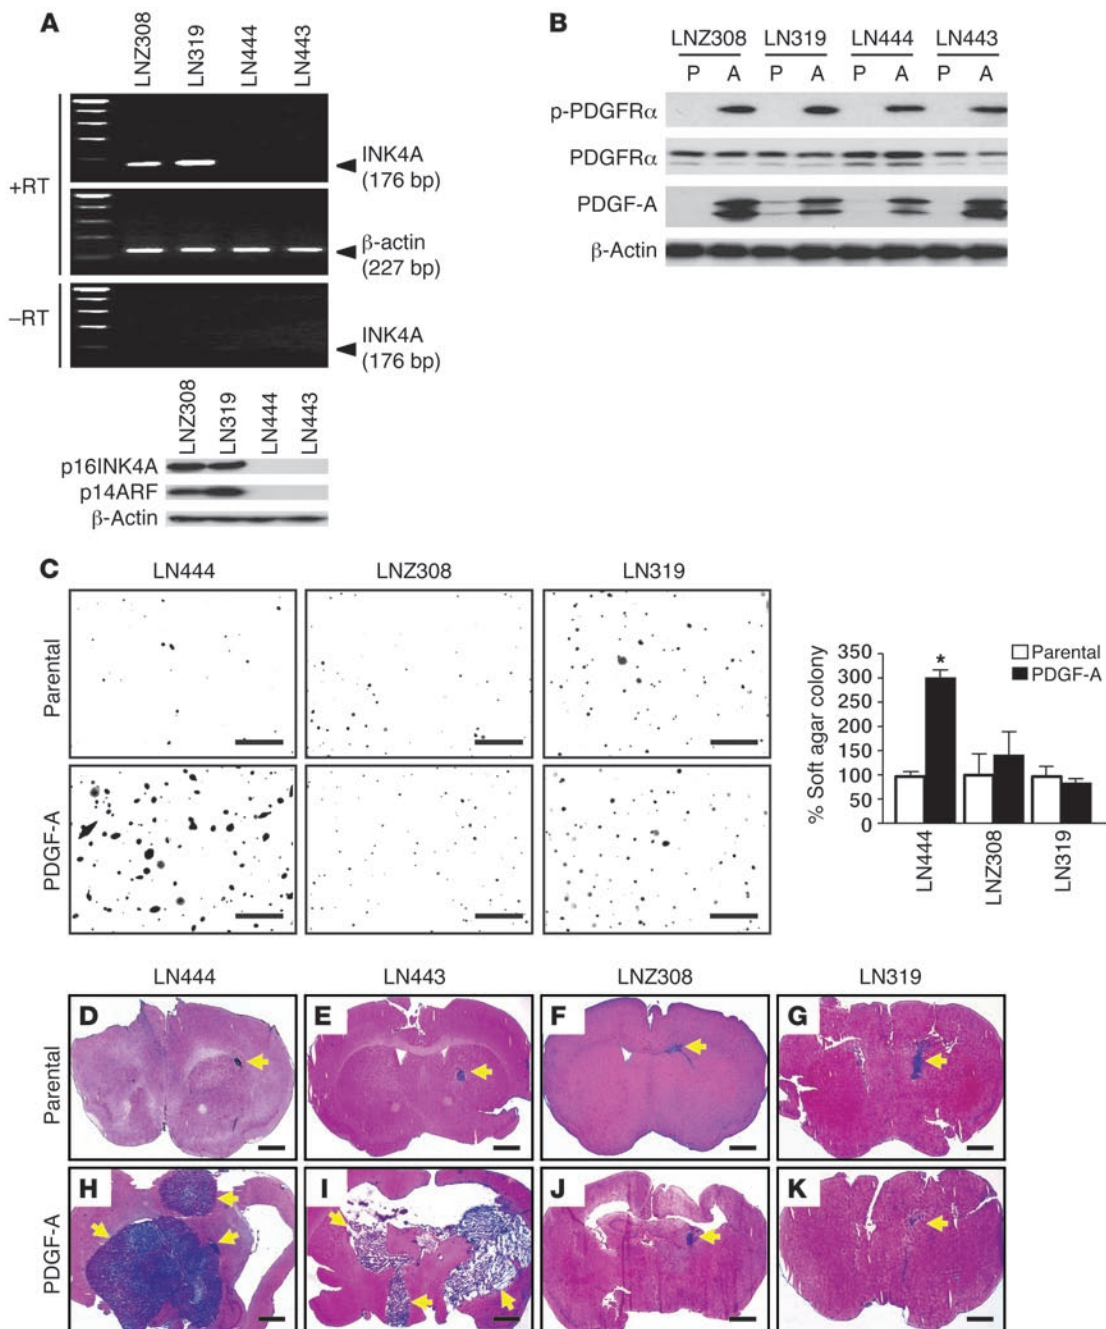 A
LNZ308 LN319 LN444 LN443
+RT
INK4A
(176 bp)
β-actin
(227 bp)
−RT
INK4A
(176 bp)
LNZ308 LN319 LN444 LN443
p16INK4A
p14ARF
β-Actin
B
LNZ308 LN319 LN444 LN443
P A P A P A P A
p-PDGFRα
PDGFRα
PDGF-A
β-Actin
C
LN444 LNZ308 LN319
Parental
PDGF-A
% Soft agar colony
350
300
250
200
150
100
50
0
*
Parental
PDGF-A
LN444 LNZ308 LN319
LN444 LN443 LNZ308 LN319
Parental
D E F G
PDGF-A
H I J K